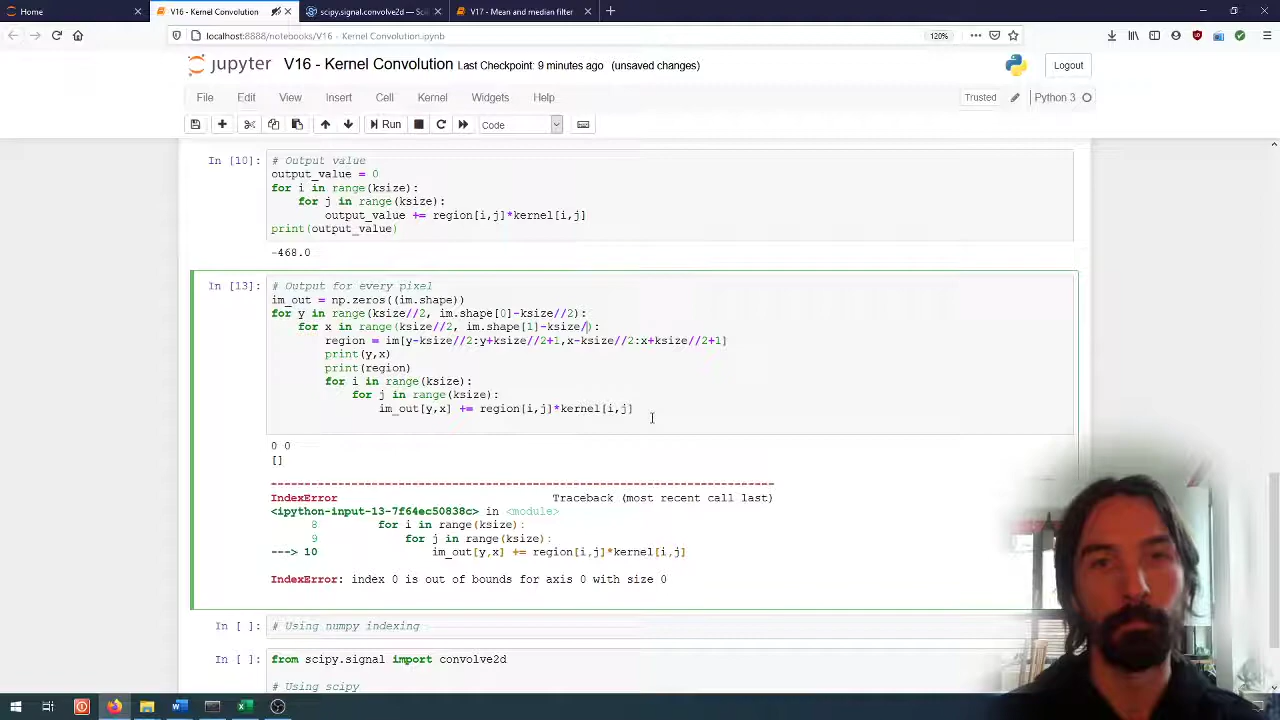 Home
V16 - Kernel Convolution
scipy.signal.convolve2d — Sci
V17 - Mean and median filter
localhost:8888/notebooks/V16 - Kernel Convolution.ipynb
120%
jupyter V16 - Kernel Convolution Last Checkpoint: 9 minutes ago (unsaved changes)
Logout
File Edit View Insert Cell Kernel Widgets Help
Trusted
Python 3
Run
Code
In [10]:
# Output value
output_value = 0
for i in range(ksize):
    for j in range(ksize):
        output_value += region[i,j]*kernel[i,j]
print(output_value)
-468.0
In [13]:
# Output for every pixel
im_out = np.zeros((im.shape))
for y in range(ksize//2, im.shape[0]-ksize//2):
    for x in range(ksize//2, im.shape[1]-ksize/):
        region = im[y-ksize//2:y+ksize//2+1,x-ksize//2:x+ksize//2+1]
        print(y,x)
        print(region)
        for i in range(ksize):
            for j in range(ksize):
                im_out[y,x] += region[i,j]*kernel[i,j]
0 0
[]
---------------------------------------------------------------------------
IndexError                                Traceback (most recent call last)
<ipython-input-13-7f64ec50838c> in <module>
      8         for i in range(ksize):
      9             for j in range(ksize):
---> 10                 im_out[y,x] += region[i,j]*kernel[i,j]
IndexError: index 0 is out of bounds for axis 0 with size 0
In [ ]:
# Using numpy indexing
In [ ]:
from scipy.signal import convolve2d
# Using scipy